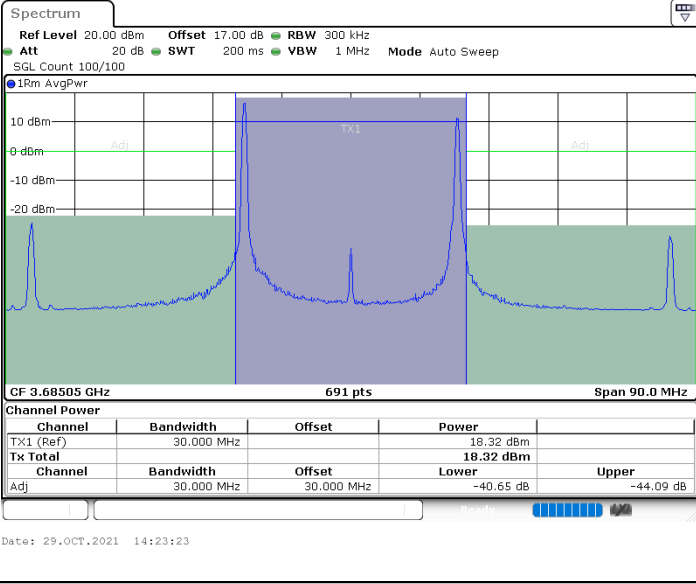 Spectrum
Ref Level 20.00 dBm Offset 17.00 dB RBW 300 kHz
Att 20 dB SWT 200 ms VBW 1 MHz Mode Auto Sweep
SGL Count 100/100
1Rm AvgPwr
10 dBm
TX1
Adj 0 dBm Adj
-10 dBm
-20 dBm
CF 3.68505 GHz 691 pts Span 90.0 MHz
Channel Power
Channel Bandwidth Offset Power
TX1 (Ref) 30.000 MHz 18.32 dBm
Tx Total 18.32 dBm
Channel Bandwidth Offset Lower Upper
Adj 30.000 MHz 30.000 MHz -40.65 dB -44.09 dB
Ready
Date: 29.OCT.2021 14:23:23